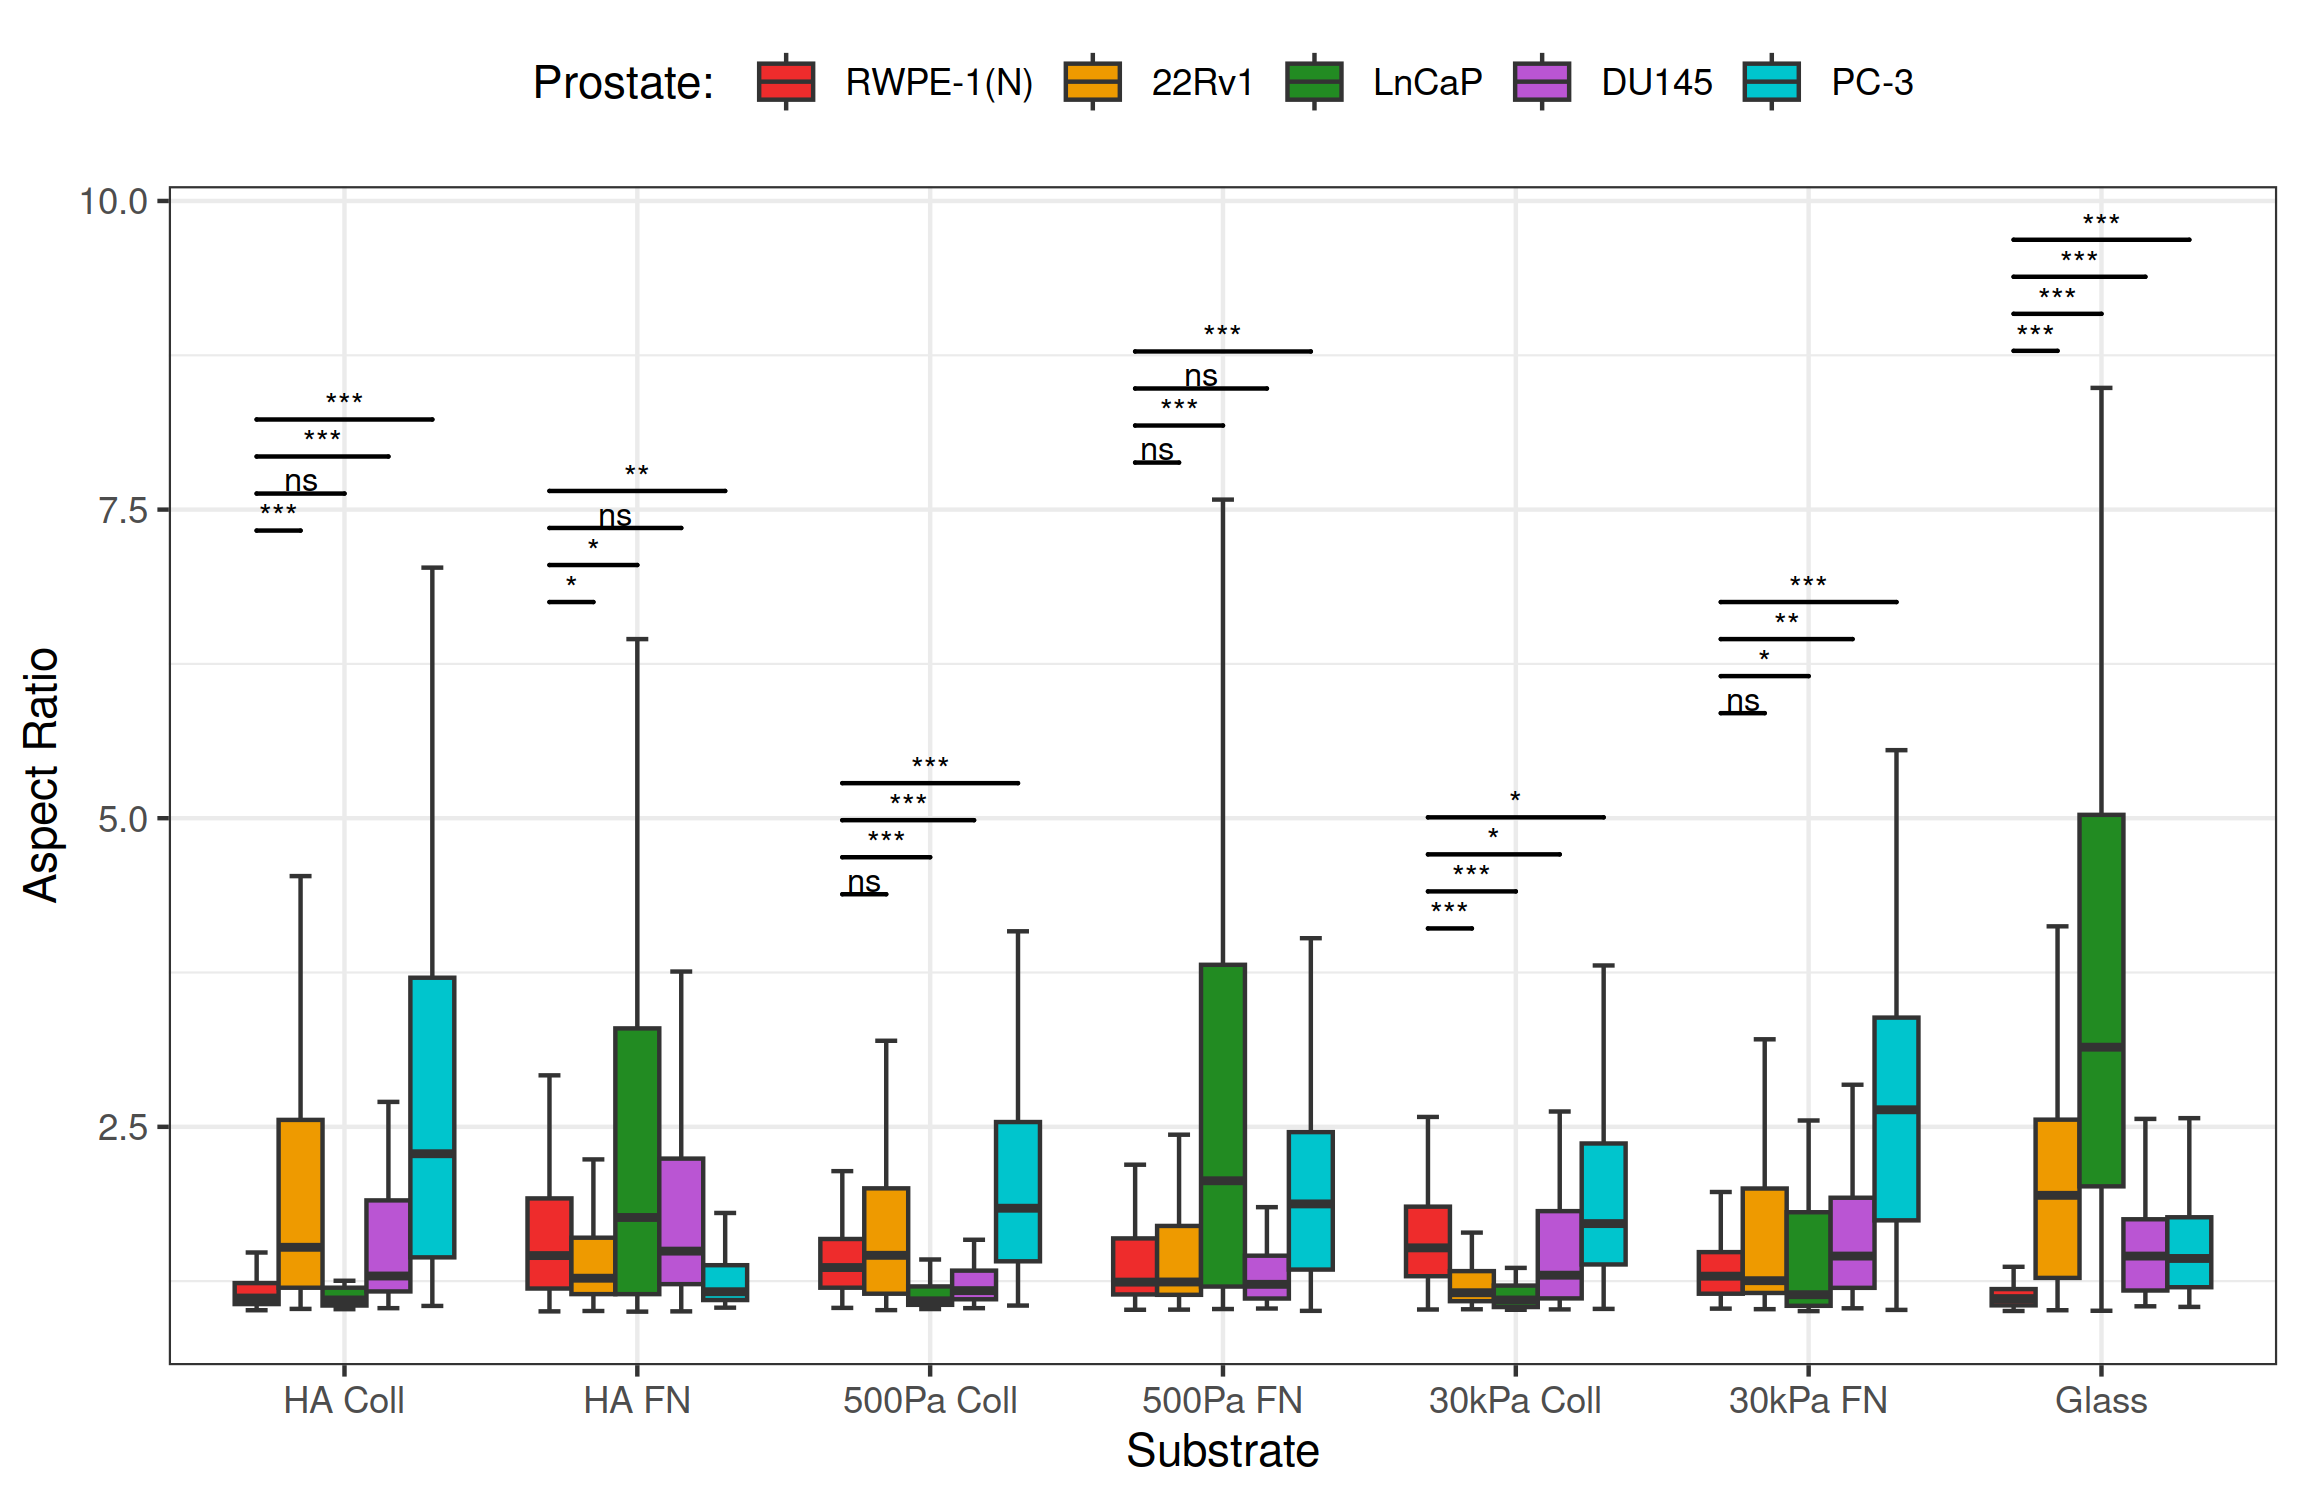 Prostate: RWPE-1(N) 22Rv1 LnCaP DU145 PC-3
10.0
7.5
5.0
2.5
Aspect Ratio
***
***
ns
***
**
ns
*
*
***
***
***
ns
***
ns
***
ns
*
*
***
***
***
**
*
ns
***
***
***
***
HA Coll HA FN 500Pa Coll 500Pa FN 30kPa Coll 30kPa FN Glass
Substrate